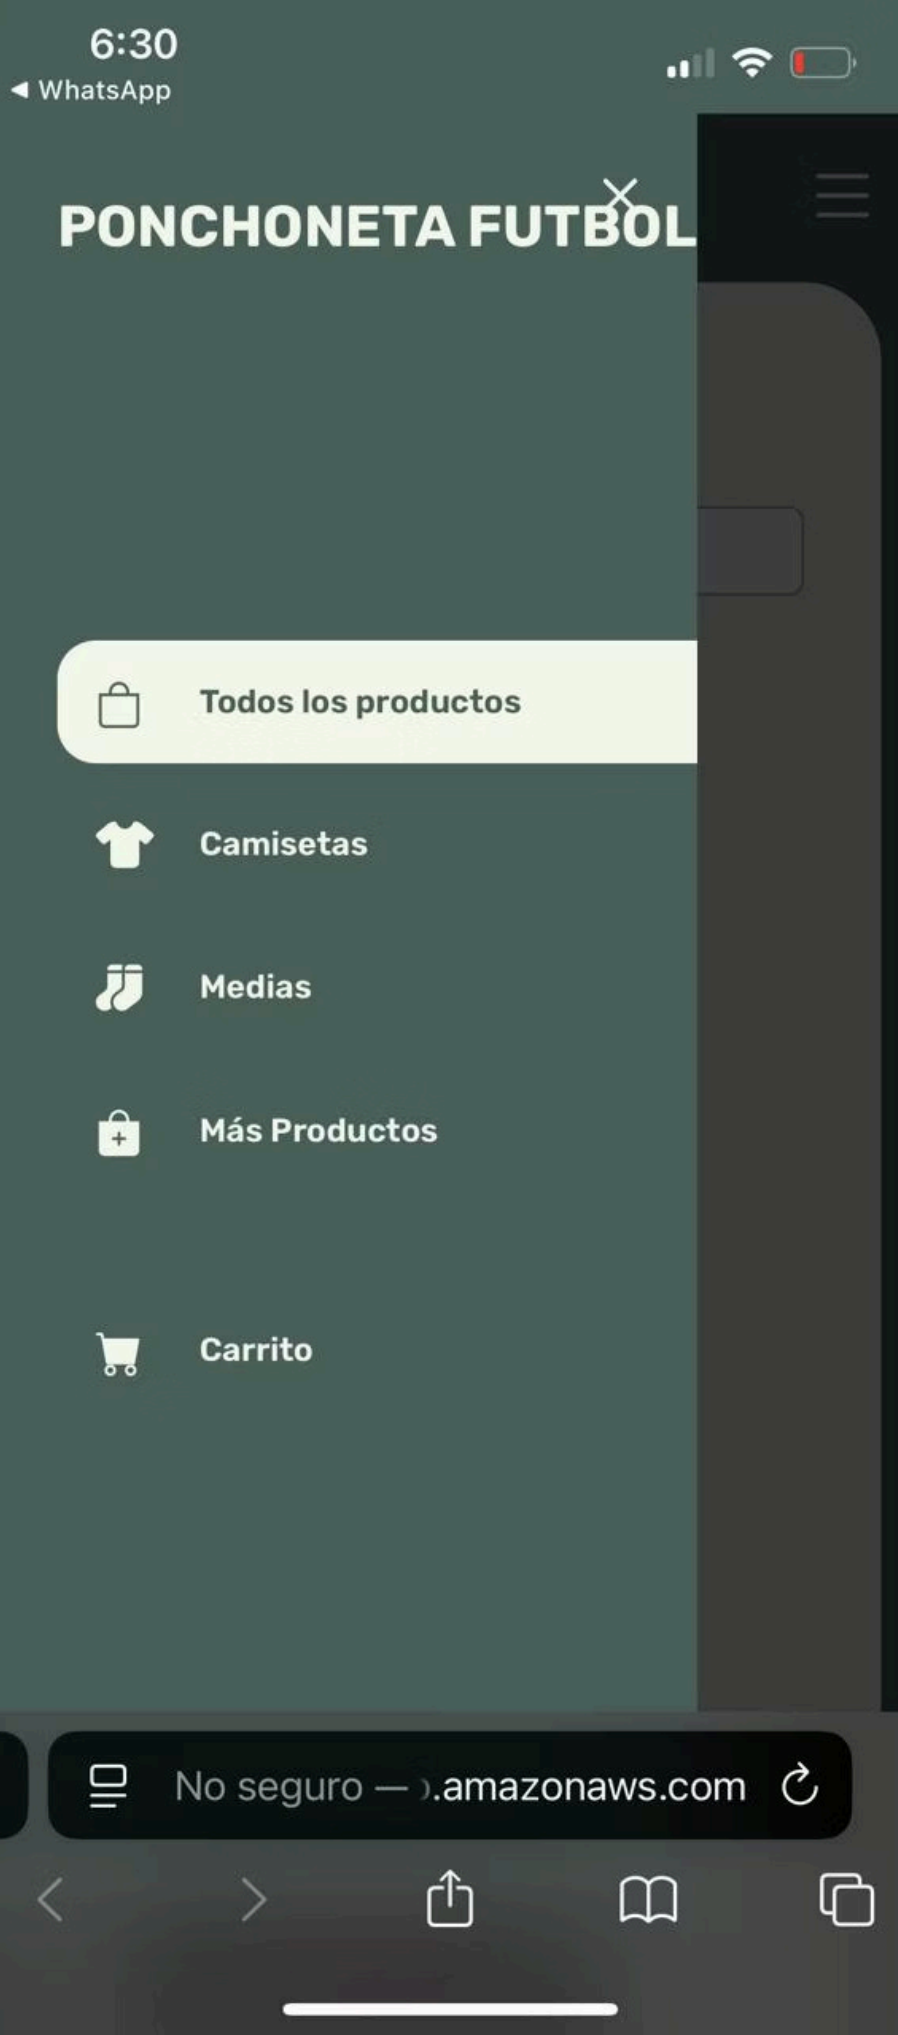 6:30
◀ WhatsApp
PONCHONETA FUTBOL
Todos los productos
Camisetas
Medias
Más Productos
Carrito
No seguro — .amazonaws.com